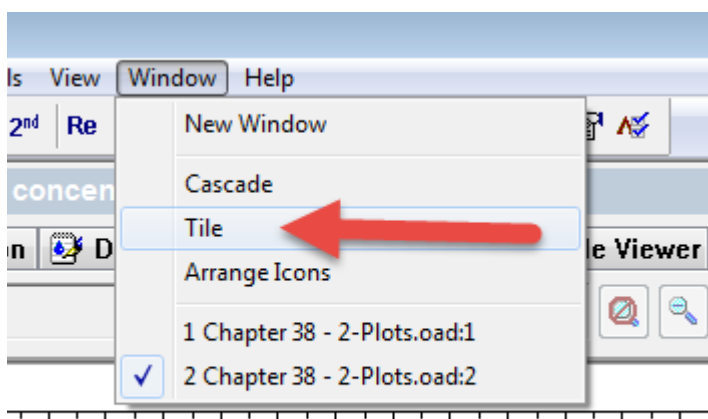 ls View Window Help
2nd Re
New Window
concen
Cascade
n D
Tile
le Viewer
Arrange Icons
1 Chapter 38 - 2-Plots.oad:1
2 Chapter 38 - 2-Plots.oad:2